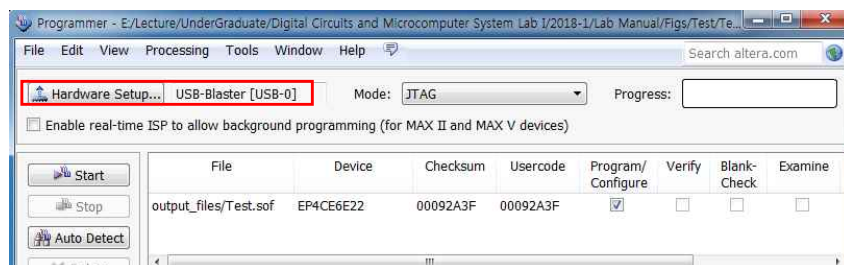 Programmer - E:/Lecture/UnderGraduate/Digital Circuits and Microcomputer System Lab I/2018-1/Lab Manual/Figs/Test/Te...
File Edit View Processing Tools Window Help
Search altera.com
Hardware Setup... USB-Blaster [USB-0] Mode: JTAG Progress:
Enable real-time ISP to allow background programming (for MAX II and MAX V devices)
Start
Stop
Auto Detect
File Device Checksum Usercode Program/ Verify Blank- Examine
Configure Check
output_files/Test.sof EP4CE6E22 00092A3F 00092A3F